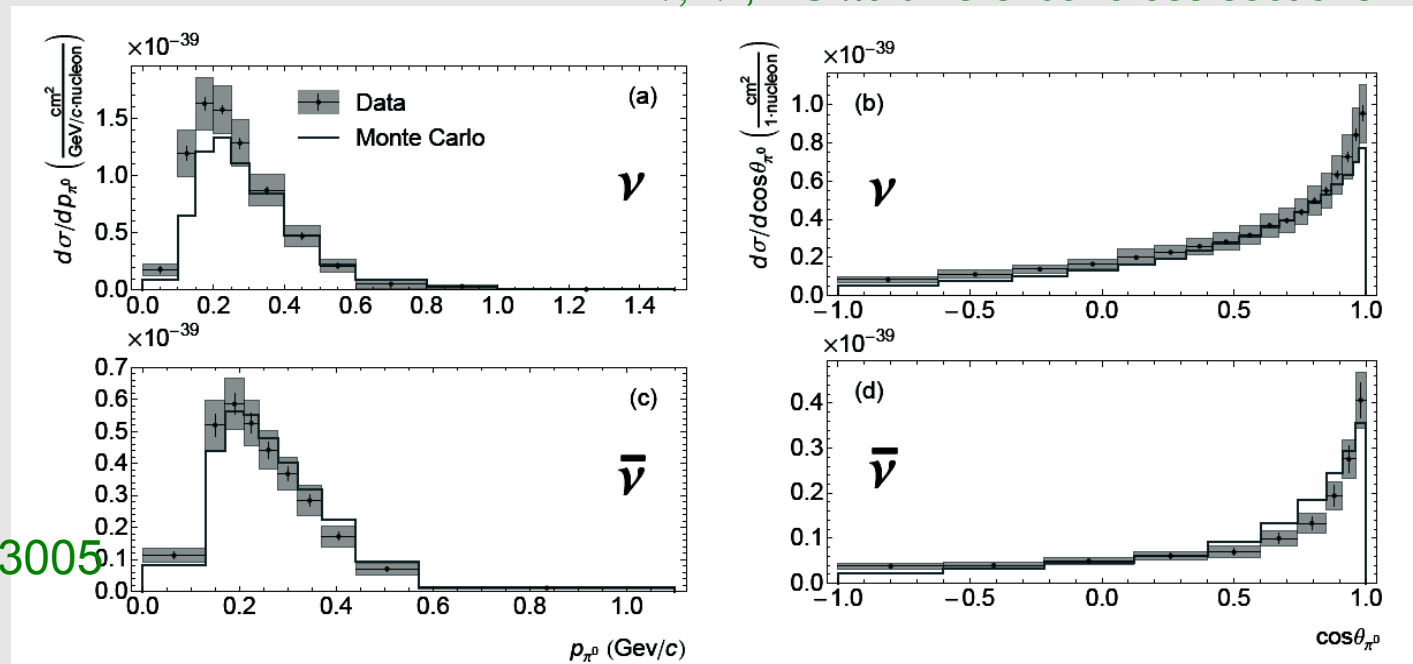 ×10⁻³⁹
dσ/dp_π⁰ (cm²/GeV/c·nucleon)
1.5
1.0
0.5
0.0
0.0 0.2 0.4 0.6 0.8 1.0 1.2 1.4
Data
Monte Carlo
(a)
ν
×10⁻³⁹
dσ/dcosθ_π⁰ (cm²/1·nucleon)
1.0
0.8
0.6
0.4
0.2
0.0
−1.0 −0.5 0.0 0.5 1.0
(b)
ν
×10⁻³⁹
0.7
0.6
0.5
0.4
0.3
0.2
0.1
0.0
0.0 0.2 0.4 0.6 0.8 1.0
(c)
ν̅
3005
p_π⁰ (Gev/c)
×10⁻³⁹
0.4
0.3
0.2
0.1
0.0
−1.0 −0.5 0.0 0.5 1.0
(d)
ν̅
cosθ_π⁰